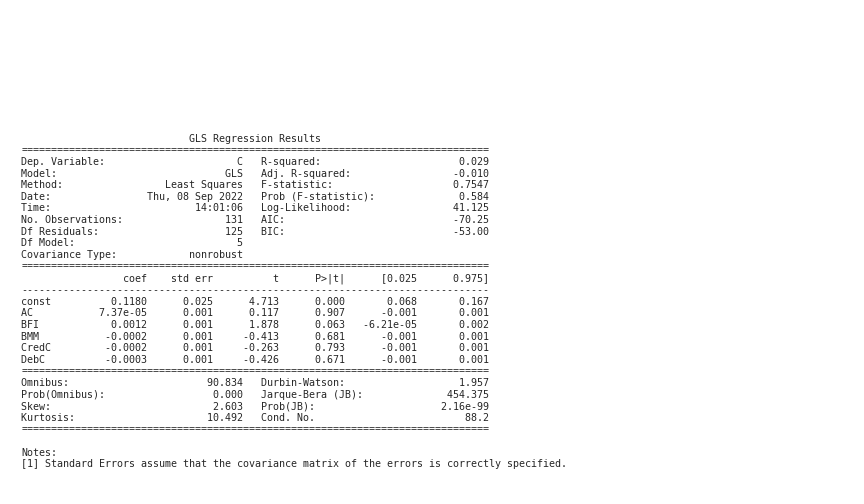 GLS Regression Results
==============================================================================
Dep. Variable:                      C   R-squared:                       0.029
Model:                            GLS   Adj. R-squared:                 -0.010
Method:                 Least Squares   F-statistic:                    0.7547
Date:                Thu, 08 Sep 2022   Prob (F-statistic):              0.584
Time:                        14:01:06   Log-Likelihood:                 41.125
No. Observations:                 131   AIC:                            -70.25
Df Residuals:                     125   BIC:                            -53.00
Df Model:                           5
Covariance Type:            nonrobust
==============================================================================
                 coef    std err          t      P>|t|      [0.025      0.975]
------------------------------------------------------------------------------
const          0.1180      0.025      4.713      0.000       0.068       0.167
AC           7.37e-05      0.001      0.117      0.907      -0.001       0.001
BFI            0.0012      0.001      1.878      0.063   -6.21e-05       0.002
BMM           -0.0002      0.001     -0.413      0.681      -0.001       0.001
CredC         -0.0002      0.001     -0.263      0.793      -0.001       0.001
DebC          -0.0003      0.001     -0.426      0.671      -0.001       0.001
==============================================================================
Omnibus:                       90.834   Durbin-Watson:                   1.957
Prob(Omnibus):                  0.000   Jarque-Bera (JB):              454.375
Skew:                           2.603   Prob(JB):                     2.16e-99
Kurtosis:                      10.492   Cond. No.                         88.2
==============================================================================
Notes:
[1] Standard Errors assume that the covariance matrix of the errors is correctly specified.